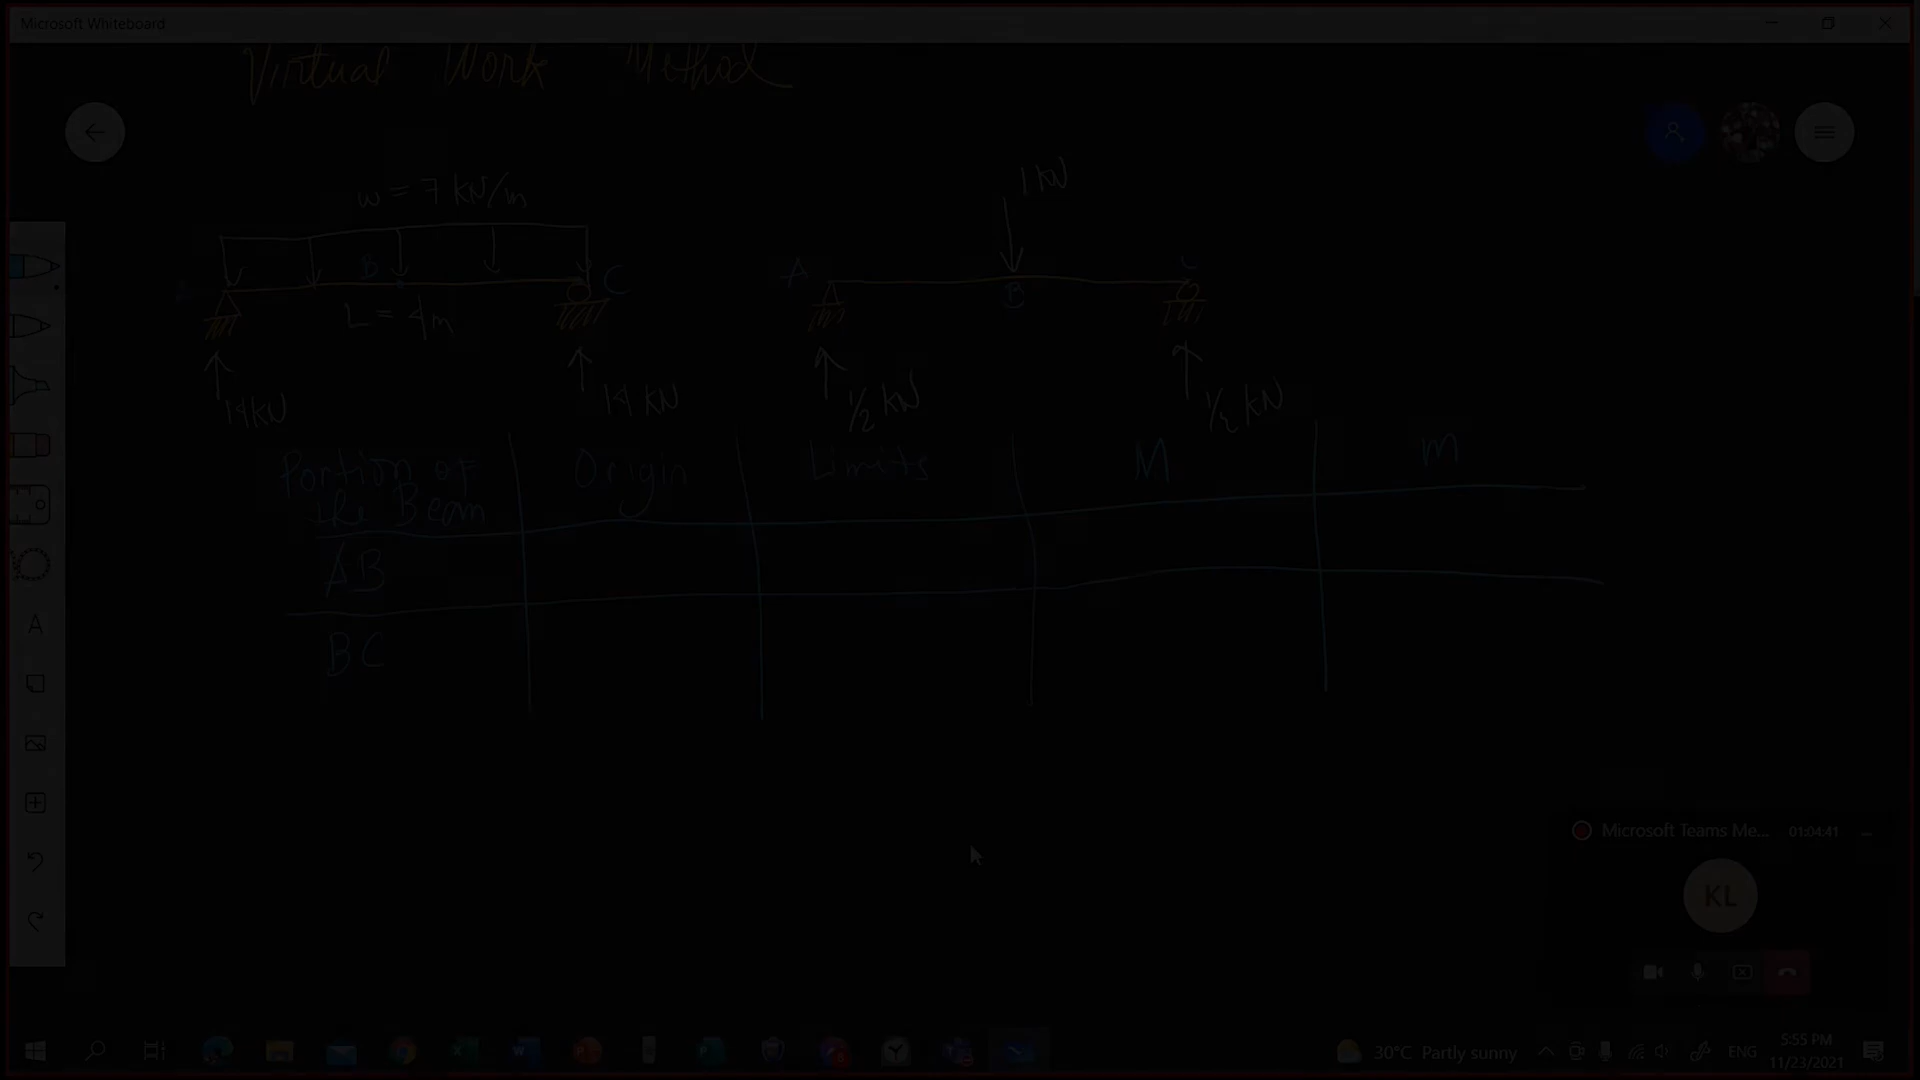 Microsoft Whiteboard
Virtual Work Method
w = 7 kN/m
1 kN
B
C
A
B
C
L = 4m
14 kN
14 kN
1/2 kN
1/2 kN
Portion of the Beam
Origin
Limits
M
m
AB
BC
Microsoft Teams Me...
01:04:41
KL
30°C Partly sunny
ENG
5:55 PM
11/23/2021